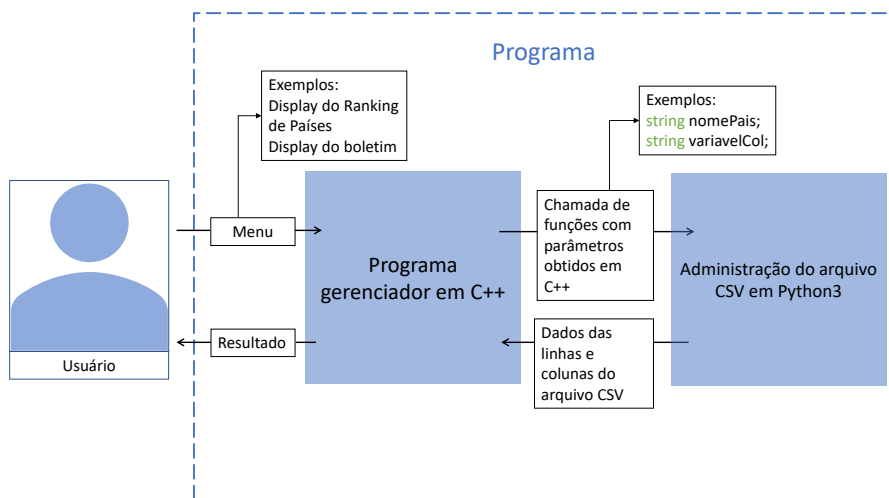 Programa
Exemplos:
Display do Ranking
de Países
Display do boletim
Exemplos:
string nomePais;
string variavelCol;
Usuário
Menu
Resultado
Programa
gerenciador em C++
Chamada de
funções com
parâmetros
obtidos em
C++
Dados das
linhas e
colunas do
arquivo CSV
Administração do arquivo
CSV em Python3